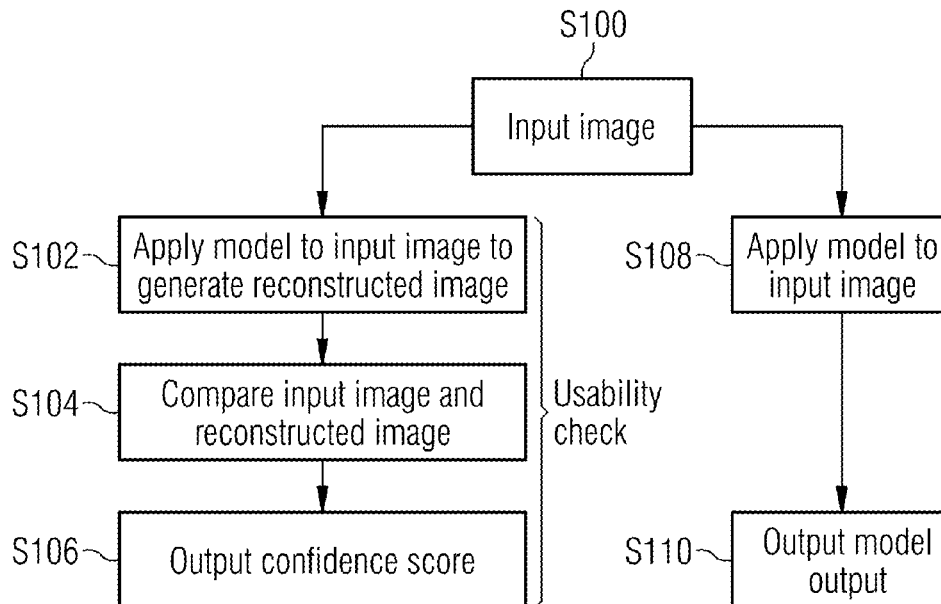 S100
Input image
S102
Apply model to input image to
generate reconstructed image
S108
Apply model to
input image
S104
Compare input image and
reconstructed image
Usability
check
S106
Output confidence score
S110
Output model
output